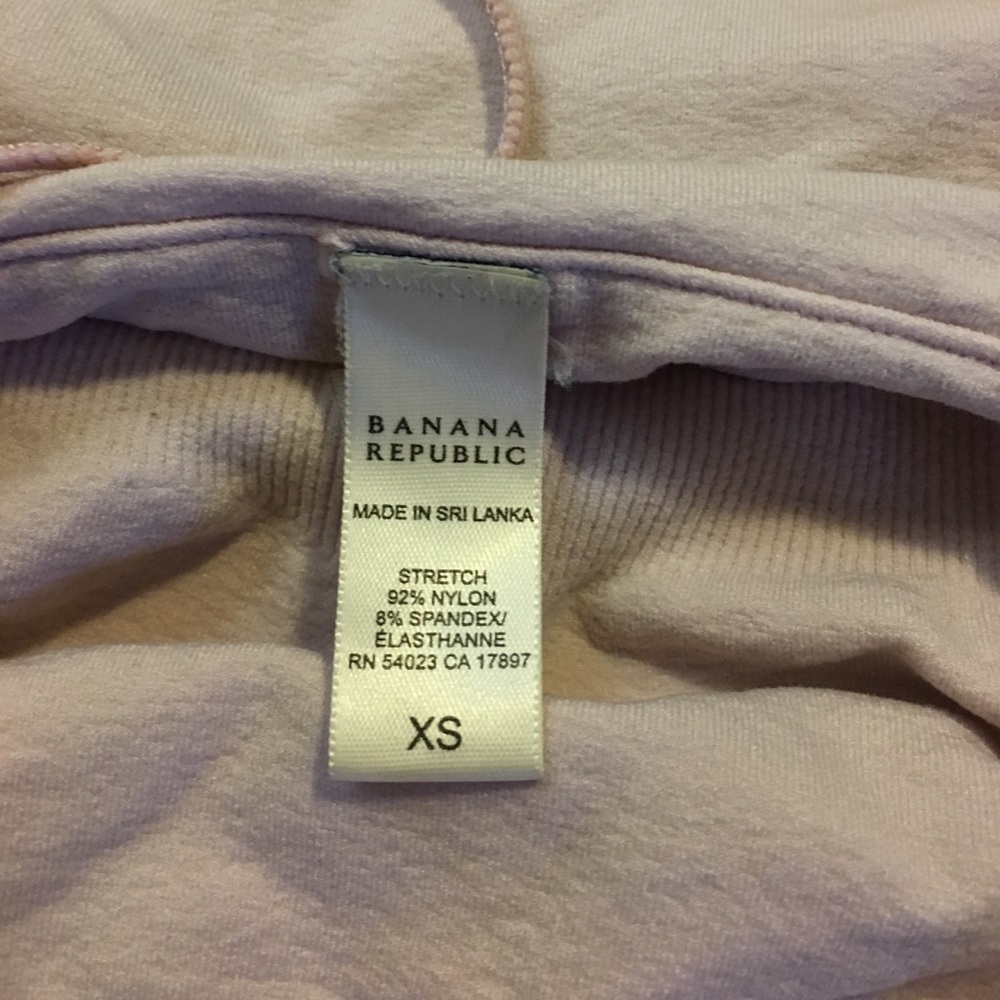 BANANA
REPUBLIC
MADE IN SRI LANKA
STRETCH
92% NYLON
8% SPANDEX/
ÉLASTHANNE
RN 54023 CA 17897
XS